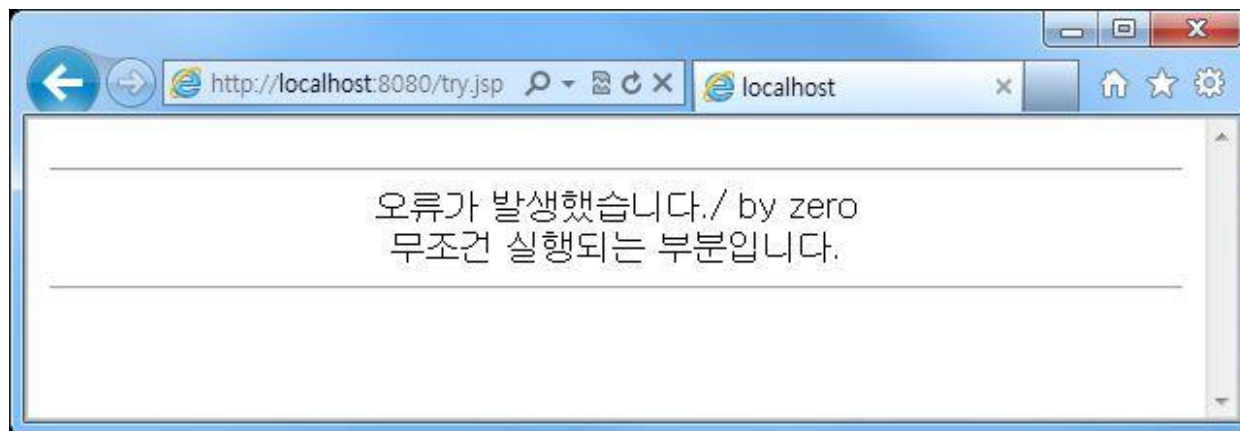 http://localhost:8080/try.jsp
localhost
오류가 발생했습니다./ by zero
무조건 실행되는 부분입니다.